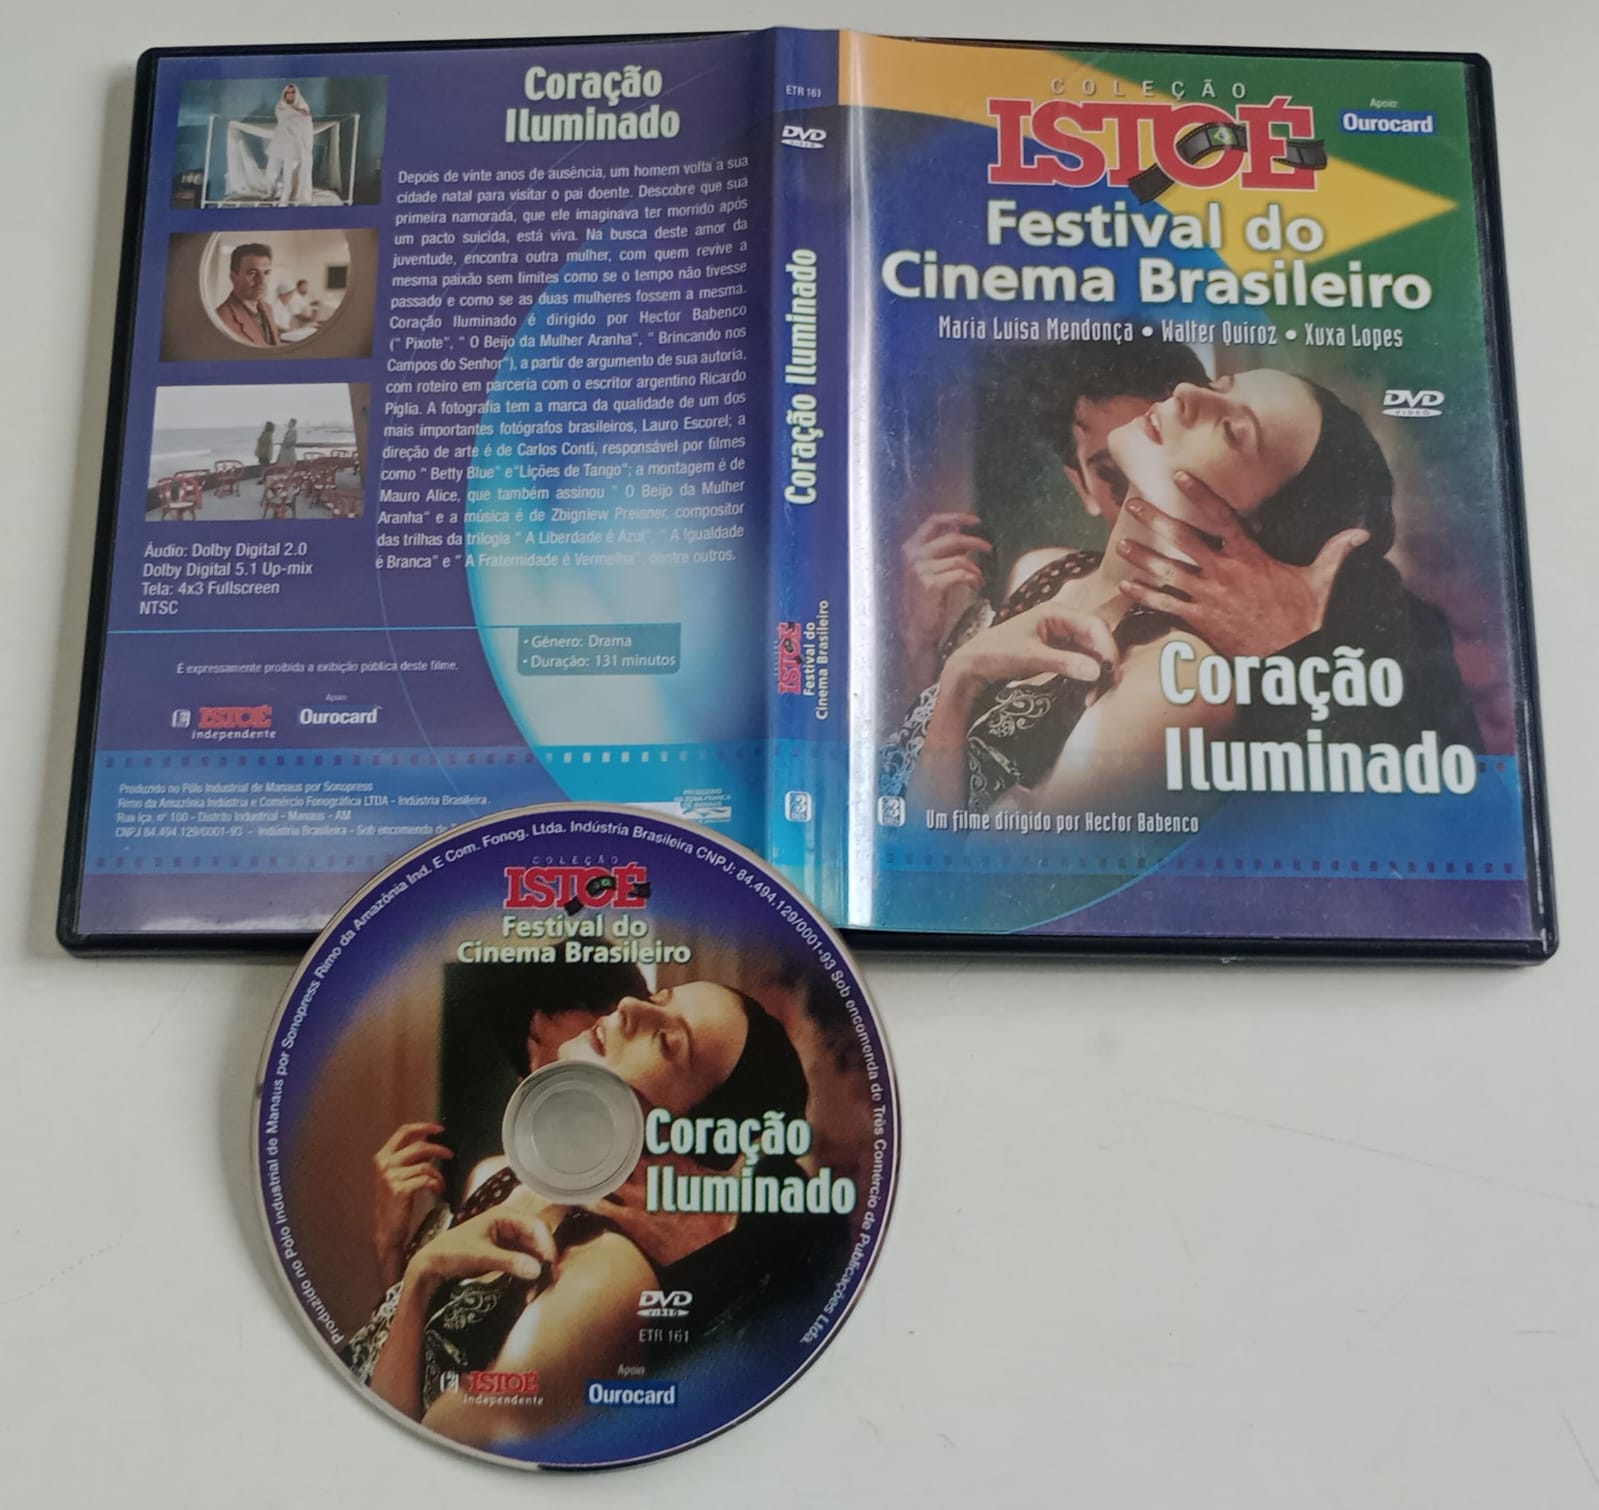 Coração
Iluminado
Depois de vinte anos de ausência, um homem volta a sua
cidade natal para visitar o pai doente. Descobre que sua
primeira namorada, que ele imaginava ter morrido após
um pacto suicida, está viva. Na busca deste amor da
juventude, encontra outra mulher, com quem revive a
mesma paixão sem limites como se o tempo não tivesse
passado e como se as duas mulheres fossem a mesma.
Coração Iluminado é dirigido por Hector Babenco
(" Pixote", " O Beijo da Mulher Aranha", " Brincando nos
Campos do Senhor"), a partir de argumento de sua autoria,
com roteiro em parceria com o escritor argentino Ricardo
Piglia. A fotografia tem a marca da qualidade de um dos
mais importantes fotógrafos brasileiros, Lauro Escorel; a
direção de arte é de Carlos Conti, responsável por filmes
como " Betty Blue" e"Lições de Tango"; a montagem é de
Mauro Alice, que também assinou " O Beijo da Mulher
Aranha" e a música é de Zbigniew Preisner, compositor
das trilhas da trilogia " A Liberdade é Azul", " A Igualdade
é Branca" e " A Fraternidade é Vermelha", dentre outros.
Áudio: Dolby Digital 2.0
Dolby Digital 5.1 Up-mix
Tela: 4x3 Fullscreen
NTSC
• Gênero: Drama
• Duração: 131 minutos
É expressamente proibida a exibição pública deste filme.
ISTOÉ
independente
Apoio:
Ourocard
Produzido no Pólo Industrial de Manaus por Sonopress
Rimo da Amazônia Indústria e Comércio Fonográfica LTDA - Indústria Brasileira.
Rua Iça, nº 100 - Distrito Industrial - Manaus - AM
CNPJ 84.494.129/0001-93 - Indústria Brasileira - Sob encomenda de
PRODUZIDO
NA ZONA FRANCA
DE MANAUS
ETR 161
DVD
VIDEO
Coração Iluminado
ISTOÉ
Festival do
Cinema Brasileiro
3
COLEÇÃO
ISTOÉ
Apoio:
Ourocard
Festival do
Cinema Brasileiro
Maria Luisa Mendonça • Walter Quiroz • Xuxa Lopes
DVD
VIDEO
Coração
Iluminado
3
Um filme dirigido por Hector Babenco
Produzido no Pólo Industrial de Manaus por Sonopress Rimo da Amazônia Ind. E Com. Fonog. Ltda. Indústria Brasileira CNPJ: 84.494.129/0001-93 Sob encomenda de Três Comércio de Publicações Ltda.
COLEÇÃO
ISTOÉ
Festival do
Cinema Brasileiro
Coração
Iluminado
DVD
VIDEO
ETR 161
ISTOÉ
independente
Apoio
Ourocard